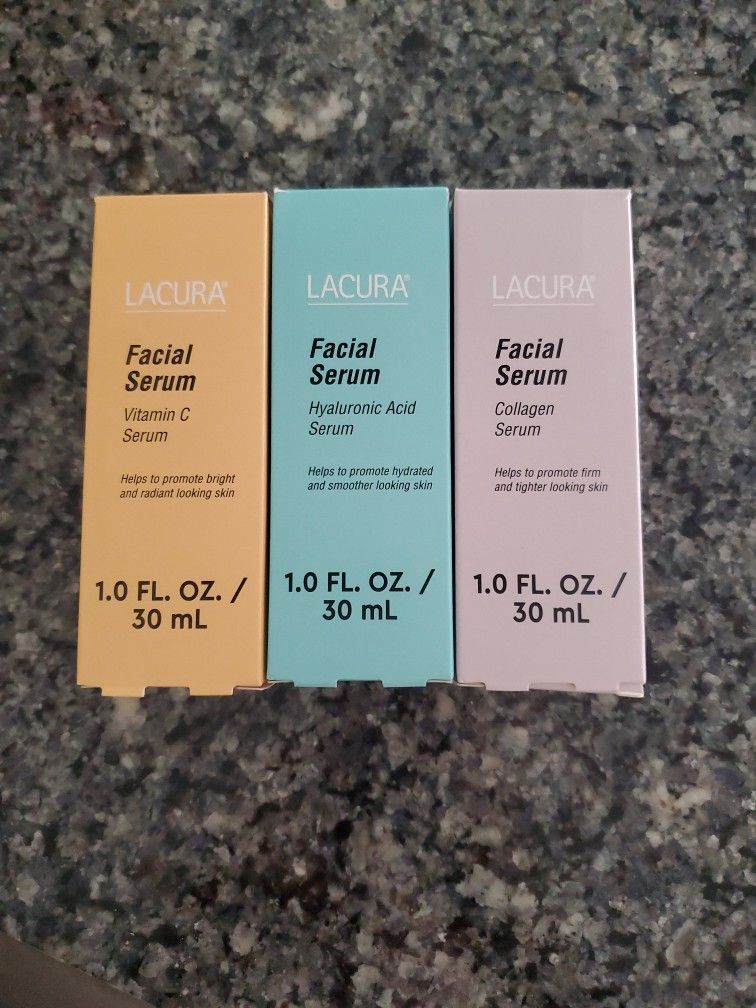 LACURA®
Facial
Serum
Vitamin C
Serum
Helps to promote bright
and radiant looking skin
1.0 FL. OZ. /
30 mL
LACURA®
Facial
Serum
Hyaluronic Acid
Serum
Helps to promote hydrated
and smoother looking skin
1.0 FL. OZ. /
30 mL
LACURA®
Facial
Serum
Collagen
Serum
Helps to promote firm
and tighter looking skin
1.0 FL. OZ. /
30 mL